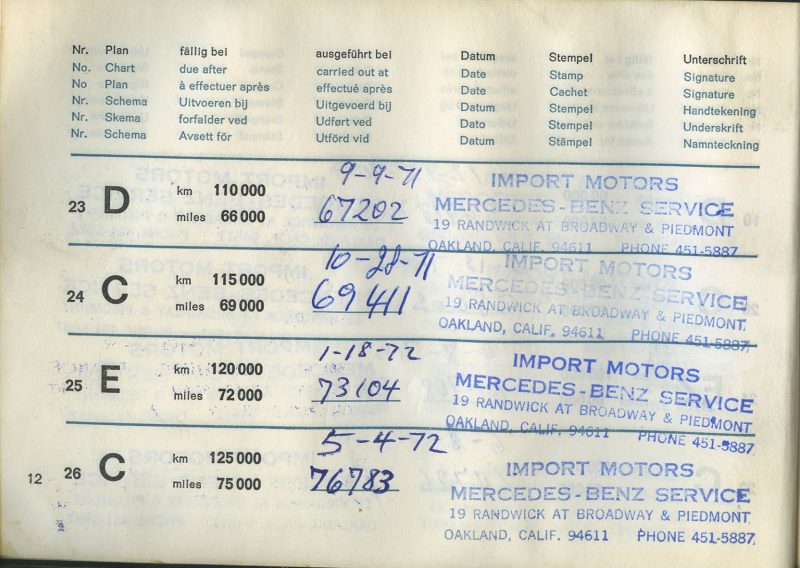 Nr. Plan fällig bei ausgeführt bei Datum Stempel Unterschrift
No. Chart due after carried out at Date Stamp Signature
No Plan à effectuer après effectué après Date Cachet Signature
Nr. Schema Uitvoeren bij Uitgevoerd bij Datum Stempel Handtekening
Nr. Skema forfalder ved Udført ved Dato Stempel Underskrift
Nr. Schema Avsett för Utförd vid Datum Stämpel Namnteckning
9-9-71 IMPORT MOTORS
23 D km 110 000 MERCEDES-BENZ SERVICE
miles 66 000 67202 19 RANDWICK AT BROADWAY & PIEDMONT
OAKLAND, CALIF. 94611 PHONE 451-5887
10-28-71 IMPORT MOTORS
24 C km 115 000 MERCEDES-BENZ SERVICE
miles 69 000 69411 19 RANDWICK AT BROADWAY & PIEDMONT,
OAKLAND, CALIF. 94611 PHONE 451-5887,
1-18-72 IMPORT MOTORS
25 E km 120 000 MERCEDES-BENZ SERVICE
miles 72 000 73104 19 RANDWICK AT BROADWAY & PIEDMONT
OAKLAND, CALIF. 94611 PHONE 451-5887,
5-4-72 IMPORT MOTORS
26 C km 125 000 MERCEDES-BENZ SERVICE
miles 75 000 76783 19 RANDWICK AT BROADWAY & PIEDMONT
OAKLAND, CALIF. 94611 PHONE 451-5887,
12